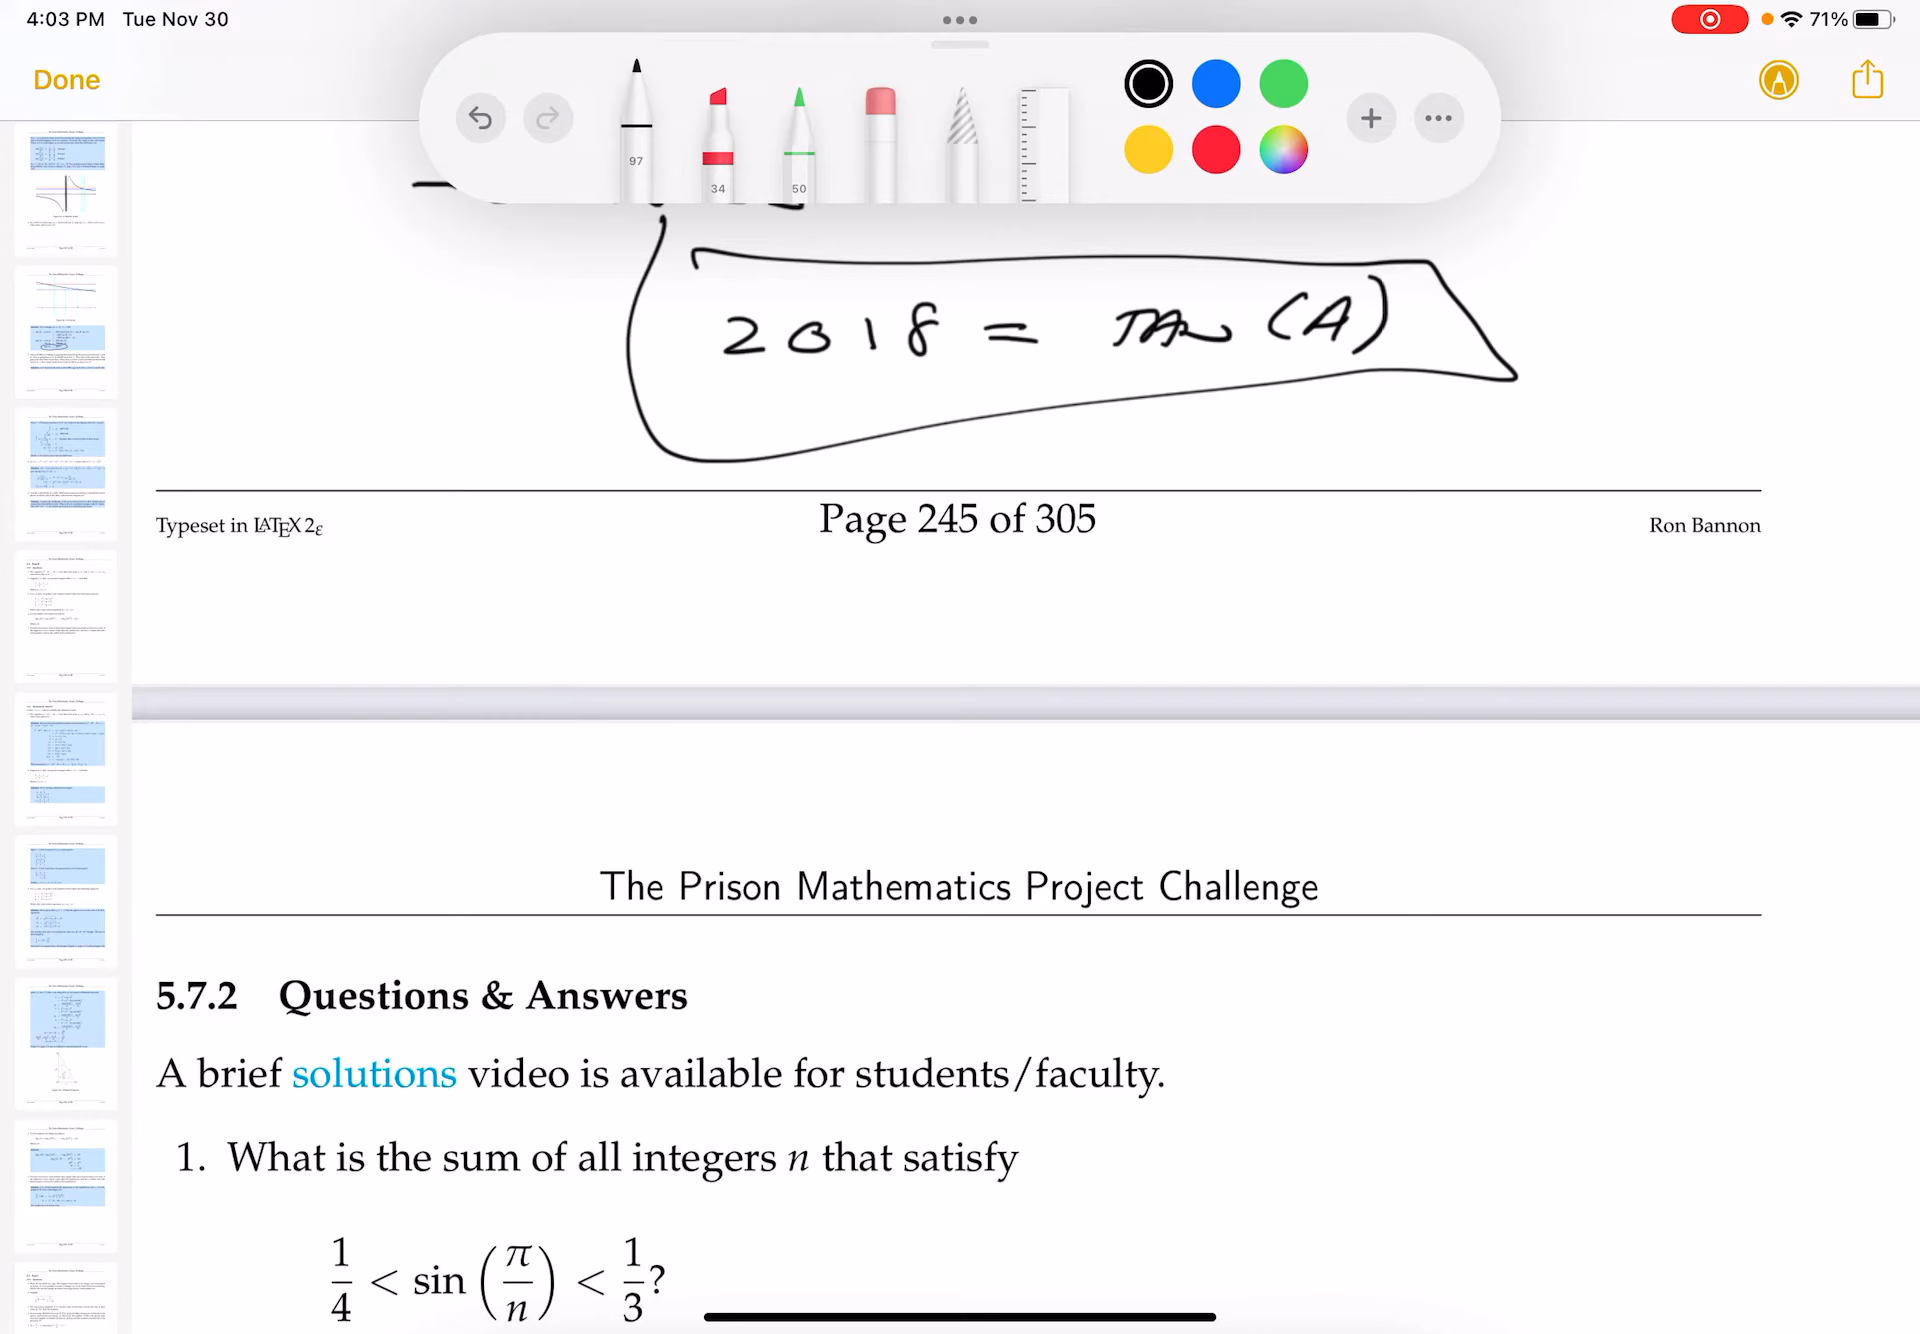 4:03 PM Tue Nov 30
71%
Done
97
34
50
2018 = TAN (A)
Typeset in LATEX 2ε
Page 245 of 305
Ron Bannon
The Prison Mathematics Project Challenge
5.7.2 Questions & Answers
A brief solutions video is available for students/faculty.
1. What is the sum of all integers n that satisfy
1/4 < sin (π/n) < 1/3?